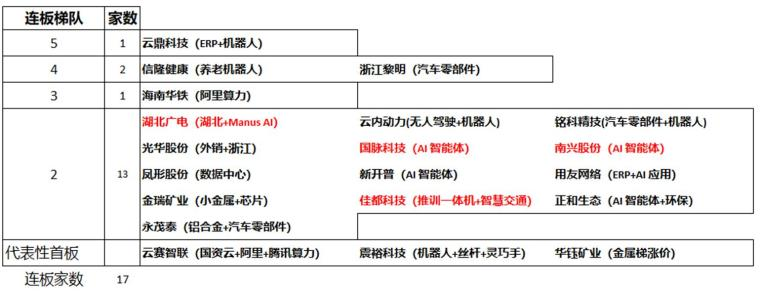 连板梯队 家数
5 1 云鼎科技（ERP+机器人）
4 2 信隆健康（养老机器人） 浙江黎明（汽车零部件）
3 1 海南华铁（阿里算力）
湖北广电（湖北+Manus AI） 云内动力(无人驾驶+机器人) 铭科精技(汽车零部件+机器人)
光华股份（外销+浙江） 国脉科技（AI 智能体） 南兴股份（AI 智能体）
2 13 凤形股份（数据中心） 新开普（AI 智能体） 用友网络（ERP+AI 应用）
金瑞矿业（小金属+芯片） 佳都科技（推训一体机+智慧交通） 正和生态（AI 智能体+环保）
永茂泰（铝合金+汽车零部件）
代表性首板 云赛智联（国资云+阿里+腾讯算力） 震裕科技（机器人+丝杆+灵巧手） 华钰矿业（金属梯涨价）
连板家数 17